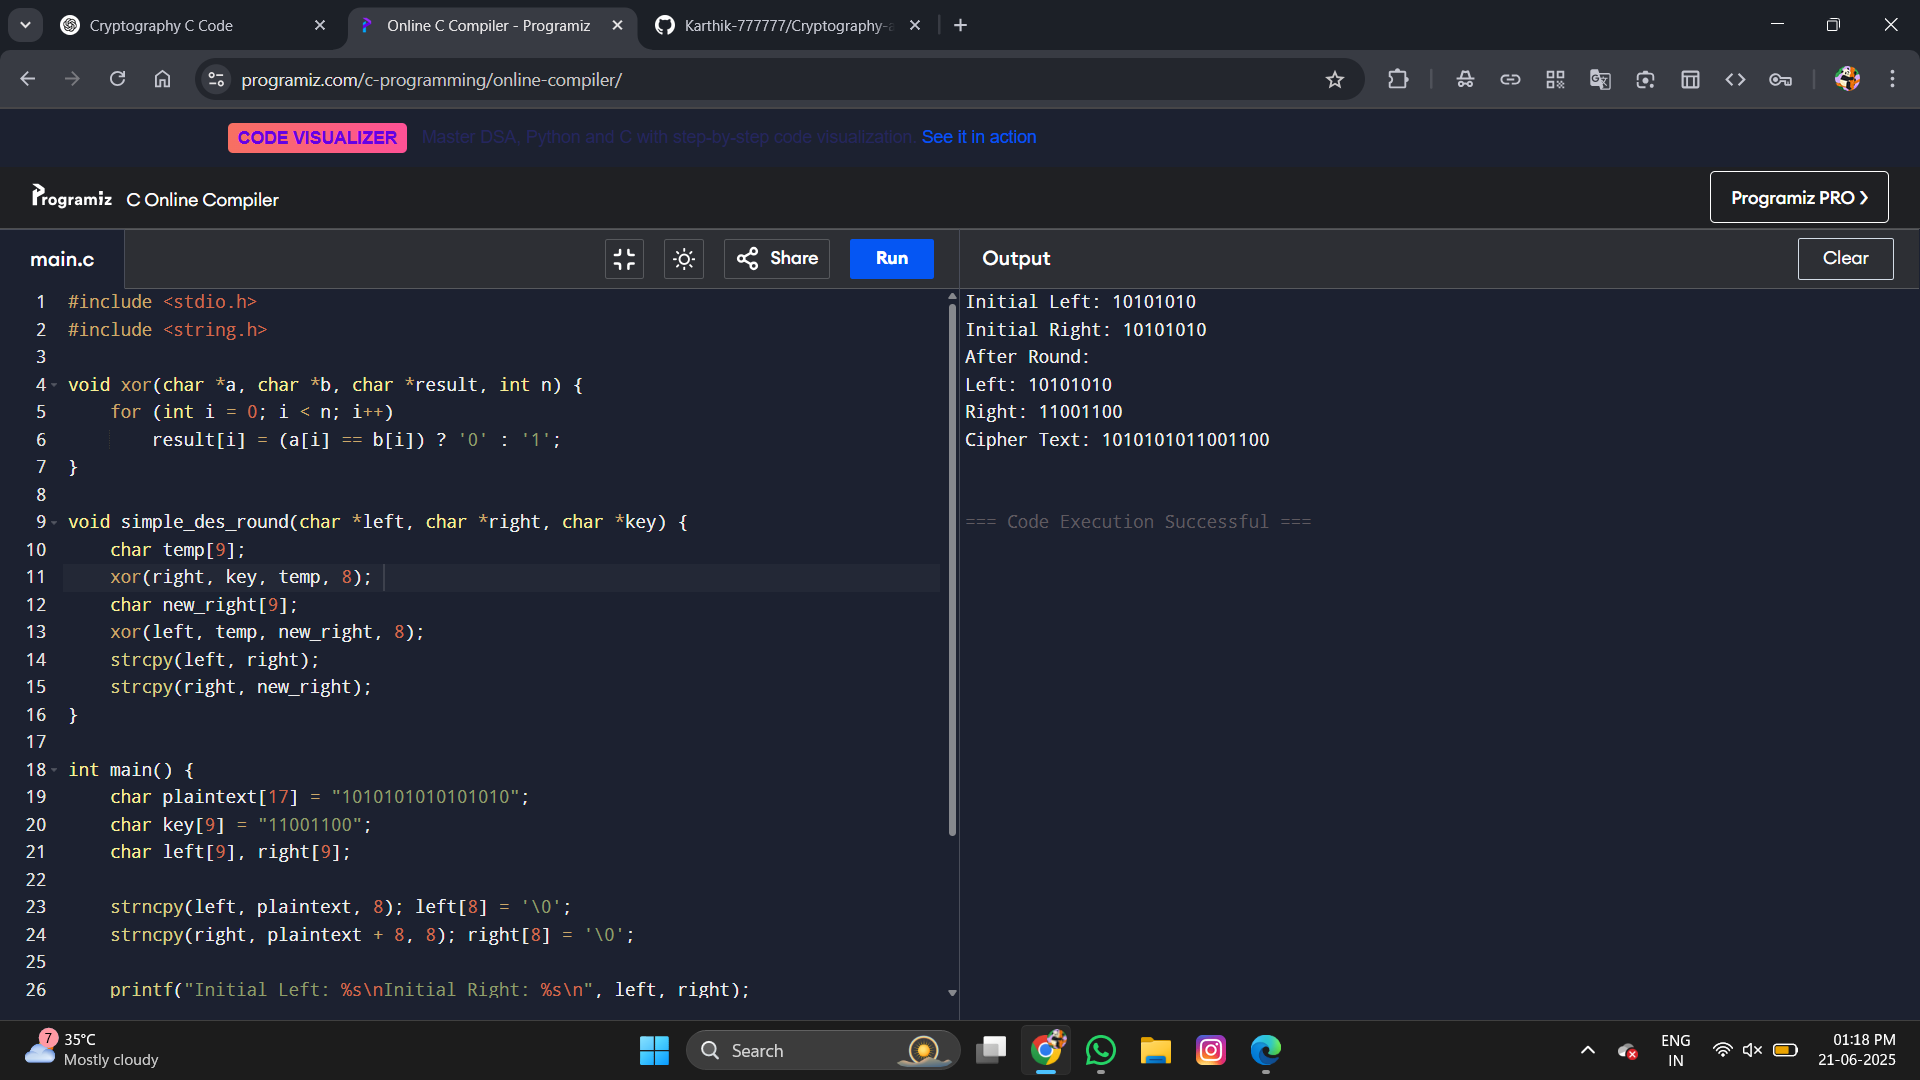 Cryptography C Code
Online C Compiler - Programiz
Karthik-777777/Cryptography-a
programiz.com/c-programming/online-compiler/
CODE VISUALIZER Master DSA, Python and C with step-by-step code visualization. See it in action
Programiz C Online Compiler
Programiz PRO
main.c
Share
Run
Output
Clear
1 #include <stdio.h>
2 #include <string.h>
3
4 void xor(char *a, char *b, char *result, int n) {
5     for (int i = 0; i < n; i++)
6         result[i] = (a[i] == b[i]) ? '0' : '1';
7 }
8
9 void simple_des_round(char *left, char *right, char *key) {
10     char temp[9];
11     xor(right, key, temp, 8);
12     char new_right[9];
13     xor(left, temp, new_right, 8);
14     strcpy(left, right);
15     strcpy(right, new_right);
16 }
17
18 int main() {
19     char plaintext[17] = "1010101010101010";
20     char key[9] = "11001100";
21     char left[9], right[9];
22
23     strncpy(left, plaintext, 8); left[8] = '\0';
24     strncpy(right, plaintext + 8, 8); right[8] = '\0';
25
26     printf("Initial Left: %s\nInitial Right: %s\n", left, right);
Initial Left: 10101010
Initial Right: 10101010
After Round:
Left: 10101010
Right: 11001100
Cipher Text: 1010101011001100
=== Code Execution Successful ===
7
35°C
Mostly cloudy
Search
ENG
IN
01:18 PM
21-06-2025